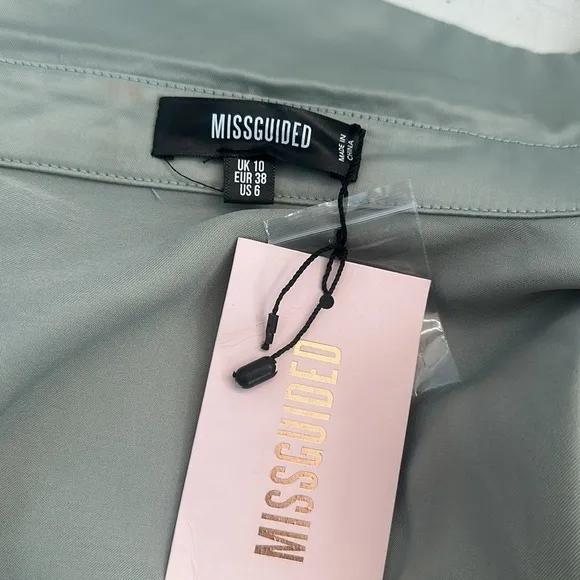 MISSGUIDED
MADE IN
CHINA
UK 10
EUR 38
US 6
MISSGUIDED